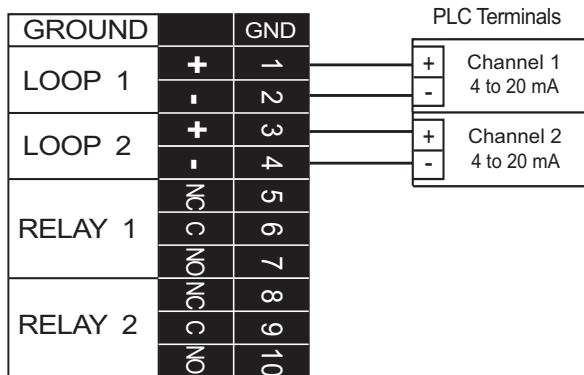 PLC Terminals
GROUND GND
LOOP 1 + 1
- 2
LOOP 2 + 3
- 4
RELAY 1 NC 5
C 6
NO 7
RELAY 2 NC 8
C 9
NO 10
+ Channel 1
- 4 to 20 mA
+ Channel 2
- 4 to 20 mA